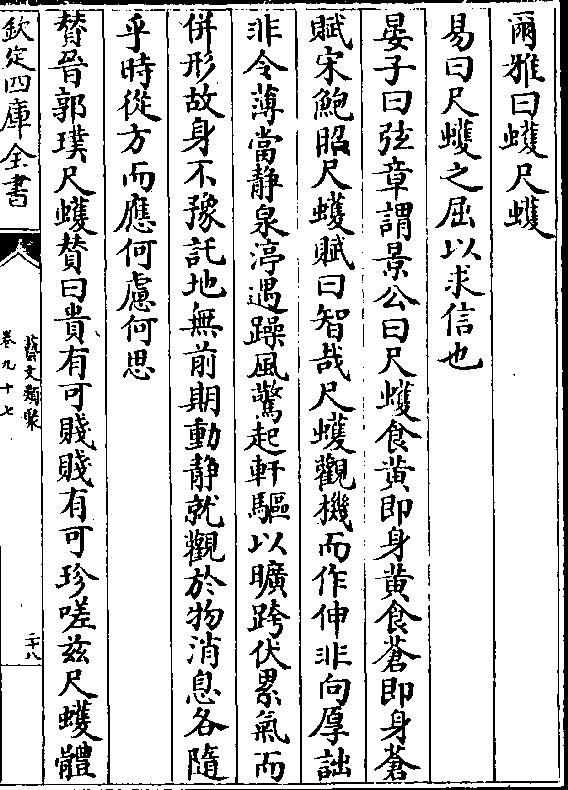 爾雅曰蠖尺蠖
易曰尺蠖之屈以求信也
晏子曰弦章謂景公曰尺蠖食黄即身黄食蒼即身蒼
賦宋鮑昭尺蠖賦曰智哉尺蠖觀機而作伸非向厚詘
非令薄當静泉渟遇躁風驚起軒驅以曠跨伏累氣而
併形故身不豫託地無前期動静就觀於物消息各隨
乎時從方而應何慮何思
賛晉郭璞尺蠖賛曰貴有可賤賤有可珍嗟兹尺蠖體
欽定四庫全書
藝文類聚
卷九十七
二十八